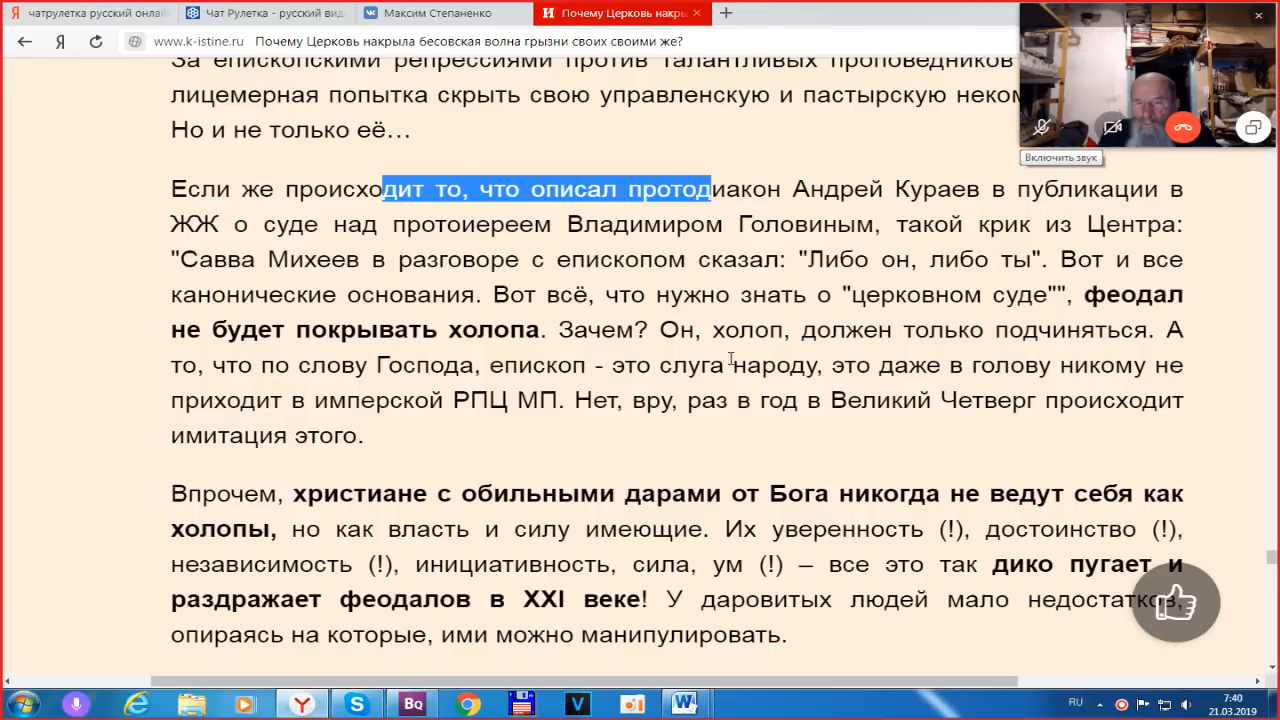 чатрулетка русский онлай
Чат Рулетка - русский вид
Максим Степаненко
Почему Церковь накры
www.k-istine.ru Почему Церковь накрыла бесовская волна грызни своих своими же?
За епископскими репрессиями против талантливых проповедников
лицемерная попытка скрыть свою управленскую и пастырскую неком
Но и не только её...
Включить звук
Если же происходит то, что описал протодиакон Андрей Кураев в публикации в
ЖЖ о суде над протоиереем Владимиром Головиным, такой крик из Центра:
"Савва Михеев в разговоре с епископом сказал: "Либо он, либо ты". Вот и все
канонические основания. Вот всё, что нужно знать о "церковном суде"", феодал
не будет покрывать холопа. Зачем? Он, холоп, должен только подчиняться. А
то, что по слову Господа, епископ - это слуга народу, это даже в голову никому не
приходит в имперской РПЦ МП. Нет, вру, раз в год в Великий Четверг происходит
имитация этого.
Впрочем, христиане с обильными дарами от Бога никогда не ведут себя как
холопы, но как власть и силу имеющие. Их уверенность (!), достоинство (!),
независимость (!), инициативность, сила, ум (!) – все это так дико пугает и
раздражает феодалов в XXI веке! У даровитых людей мало недостатков,
опираясь на которые, ими можно манипулировать.
RU
7:40
21.03.2019